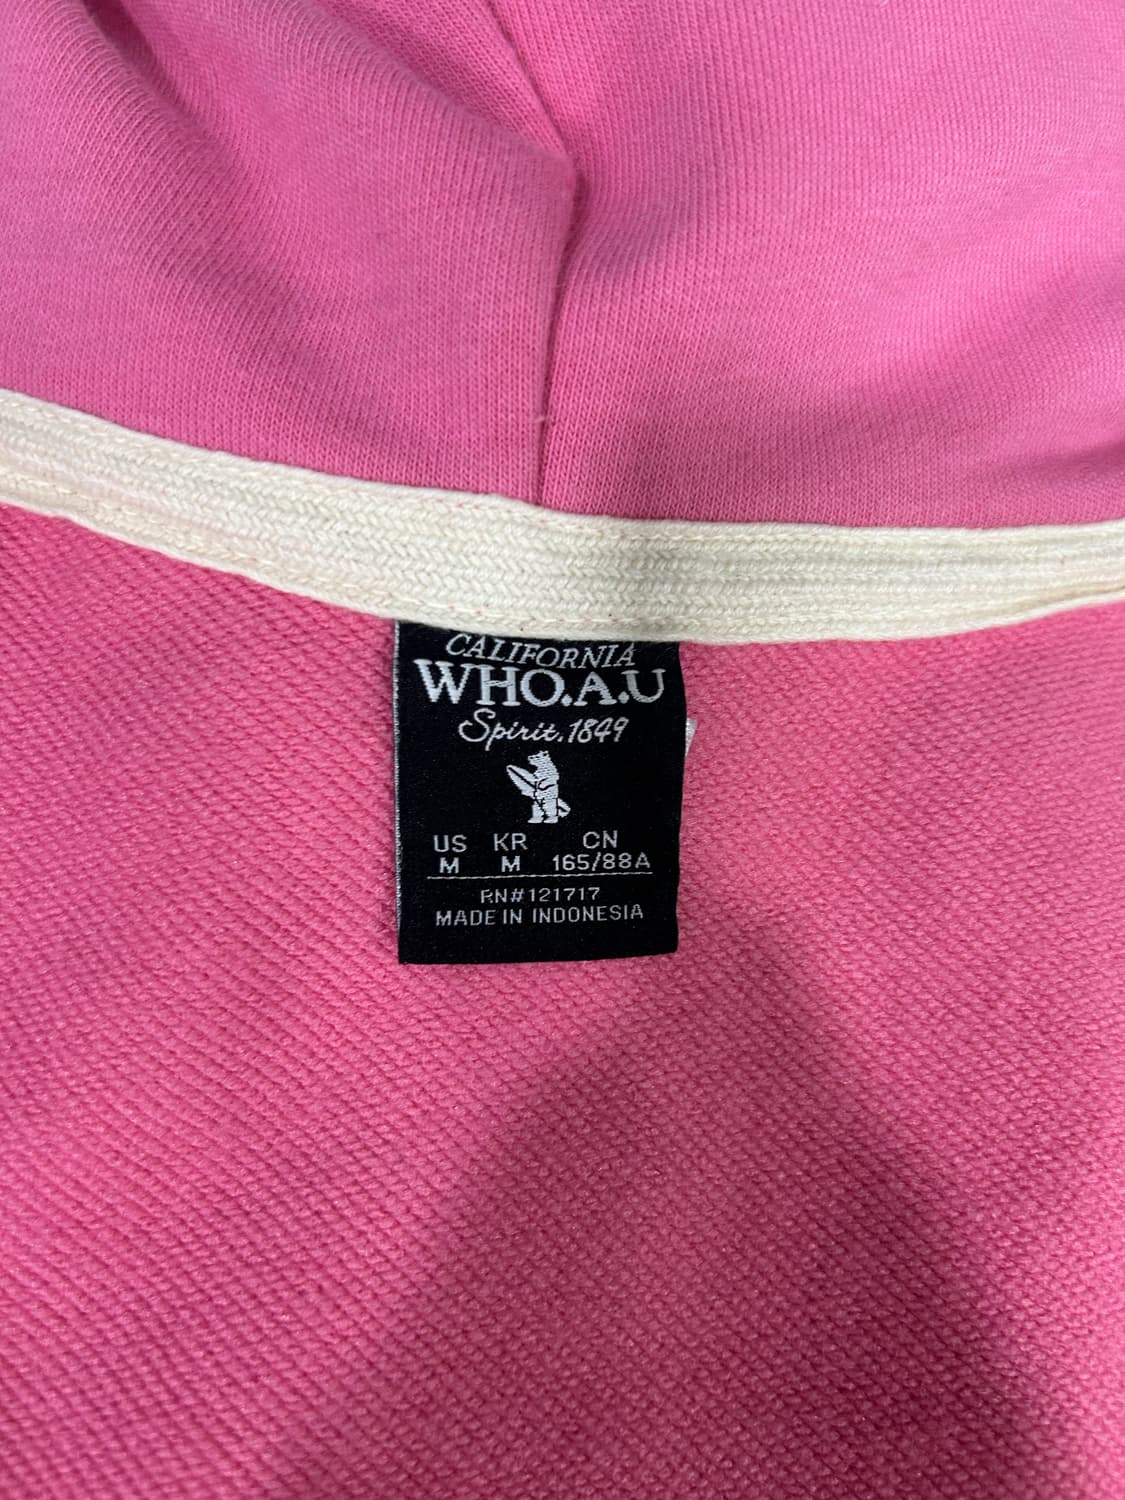 CALIFORNIA
WHO.A.U
Spirit.1849
US KR CN
M M 165/88A
RN#121717
MADE IN INDONESIA